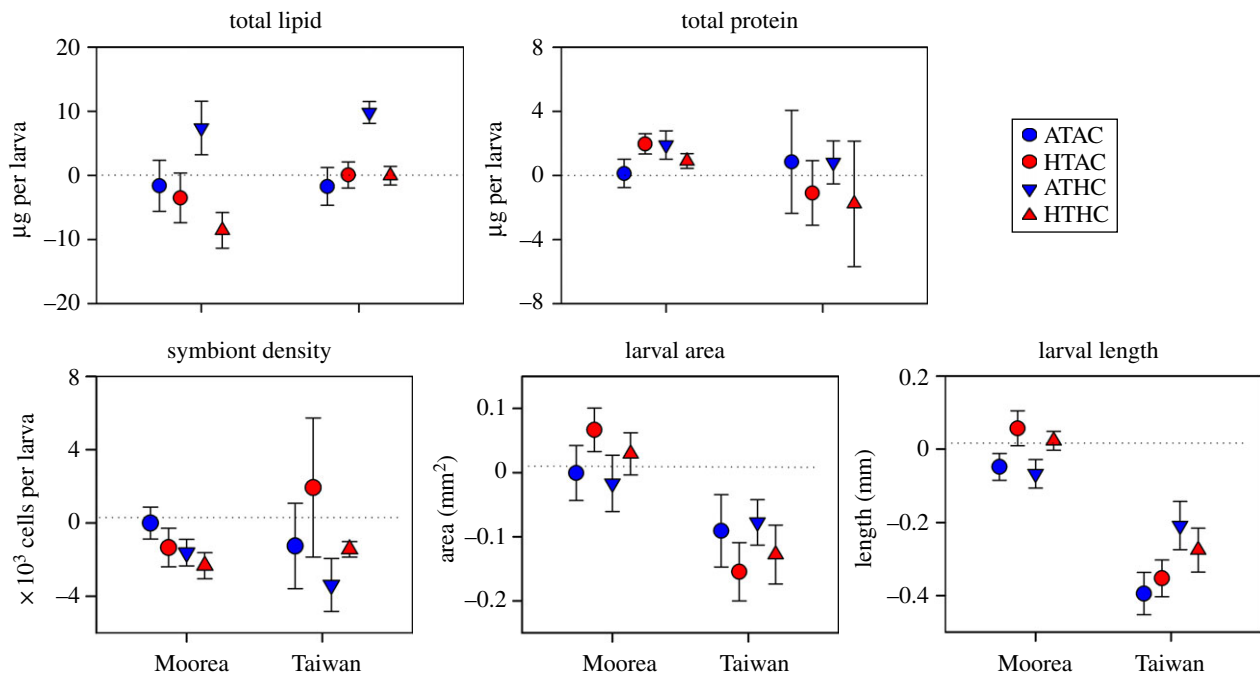 total lipid
total protein
20
10
0
–10
–20
µg per larva
8
4
0
–4
–8
µg per larva
ATAC
HTAC
ATHC
HTHC
symbiont density
larval area
larval length
8
4
0
–4
× 10³ cells per larva
Moorea
Taiwan
0.1
0
–0.1
–0.2
area (mm²)
Moorea
Taiwan
0.2
0
–0.2
–0.4
length (mm)
Moorea
Taiwan